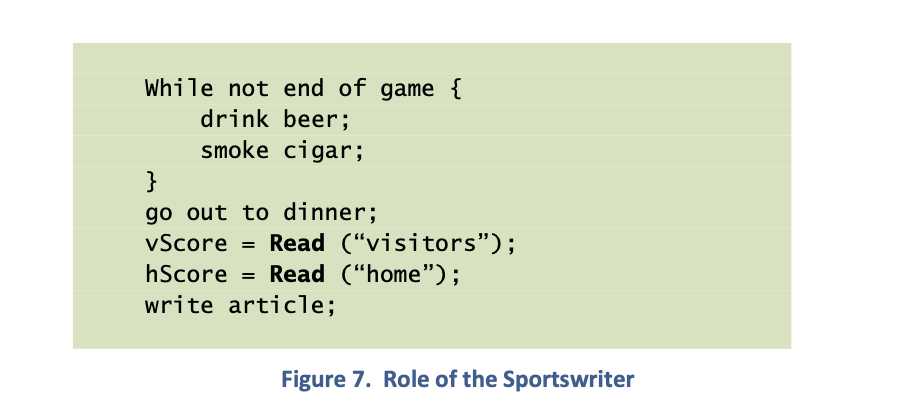 While not end of game {
    drink beer;
    smoke cigar;
}
go out to dinner;
vScore = Read (“visitors”);
hScore = Read (“home”);
write article;
Figure 7. Role of the Sportswriter